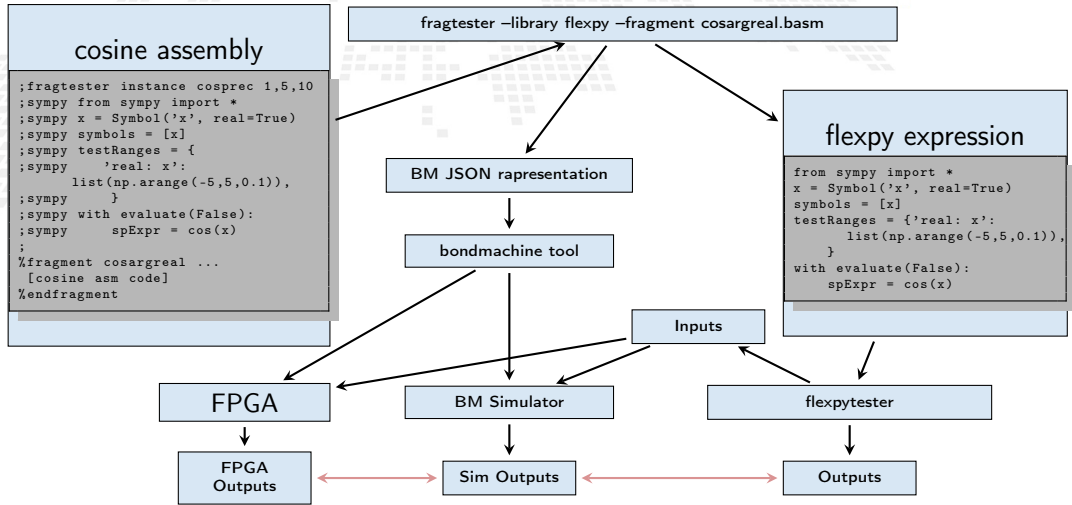 fragtester –library flexpy –fragment cosargreal.basm
cosine assembly
;fragtester instance cosprec 1,5,10
;sympy from sympy import *
;sympy x = Symbol('x', real=True)
;sympy symbols = [x]
;sympy testRanges = {
;sympy 'real: x':
list(np.arange(-5,5,0.1)),
;sympy }
;sympy with evaluate(False):
;sympy spExpr = cos(x)
;
%fragment cosargreal ...
[cosine asm code]
%endfragment
flexpy expression
from sympy import *
x = Symbol('x', real=True)
symbols = [x]
testRanges = {'real: x':
list(np.arange(-5,5,0.1)),
}
with evaluate(False):
spExpr = cos(x)
BM JSON rapresentation
bondmachine tool
Inputs
FPGA
BM Simulator
flexpytester
FPGA
Outputs
Sim Outputs
Outputs